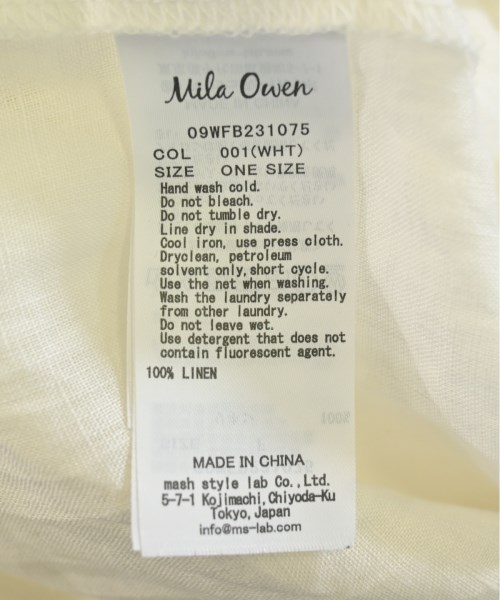 Mila Owen
09WFB231075
COL 001(WHT)
SIZE ONE SIZE
Hand wash cold.
Do not bleach.
Do not tumble dry.
Line dry in shade.
Cool iron, use press cloth.
Dryclean, petroleum
solvent only,short cycle.
Use the net when washing.
Wash the laundry separately
from other laundry.
Do not leave wet.
Use detergent that does not
contain fluorescent agent.
100% LINEN
MADE IN CHINA
mash style lab Co.,Ltd.
5-7-1 Kojimachi,Chiyoda-Ku
Tokyo,Japan
info@ms-lab.com